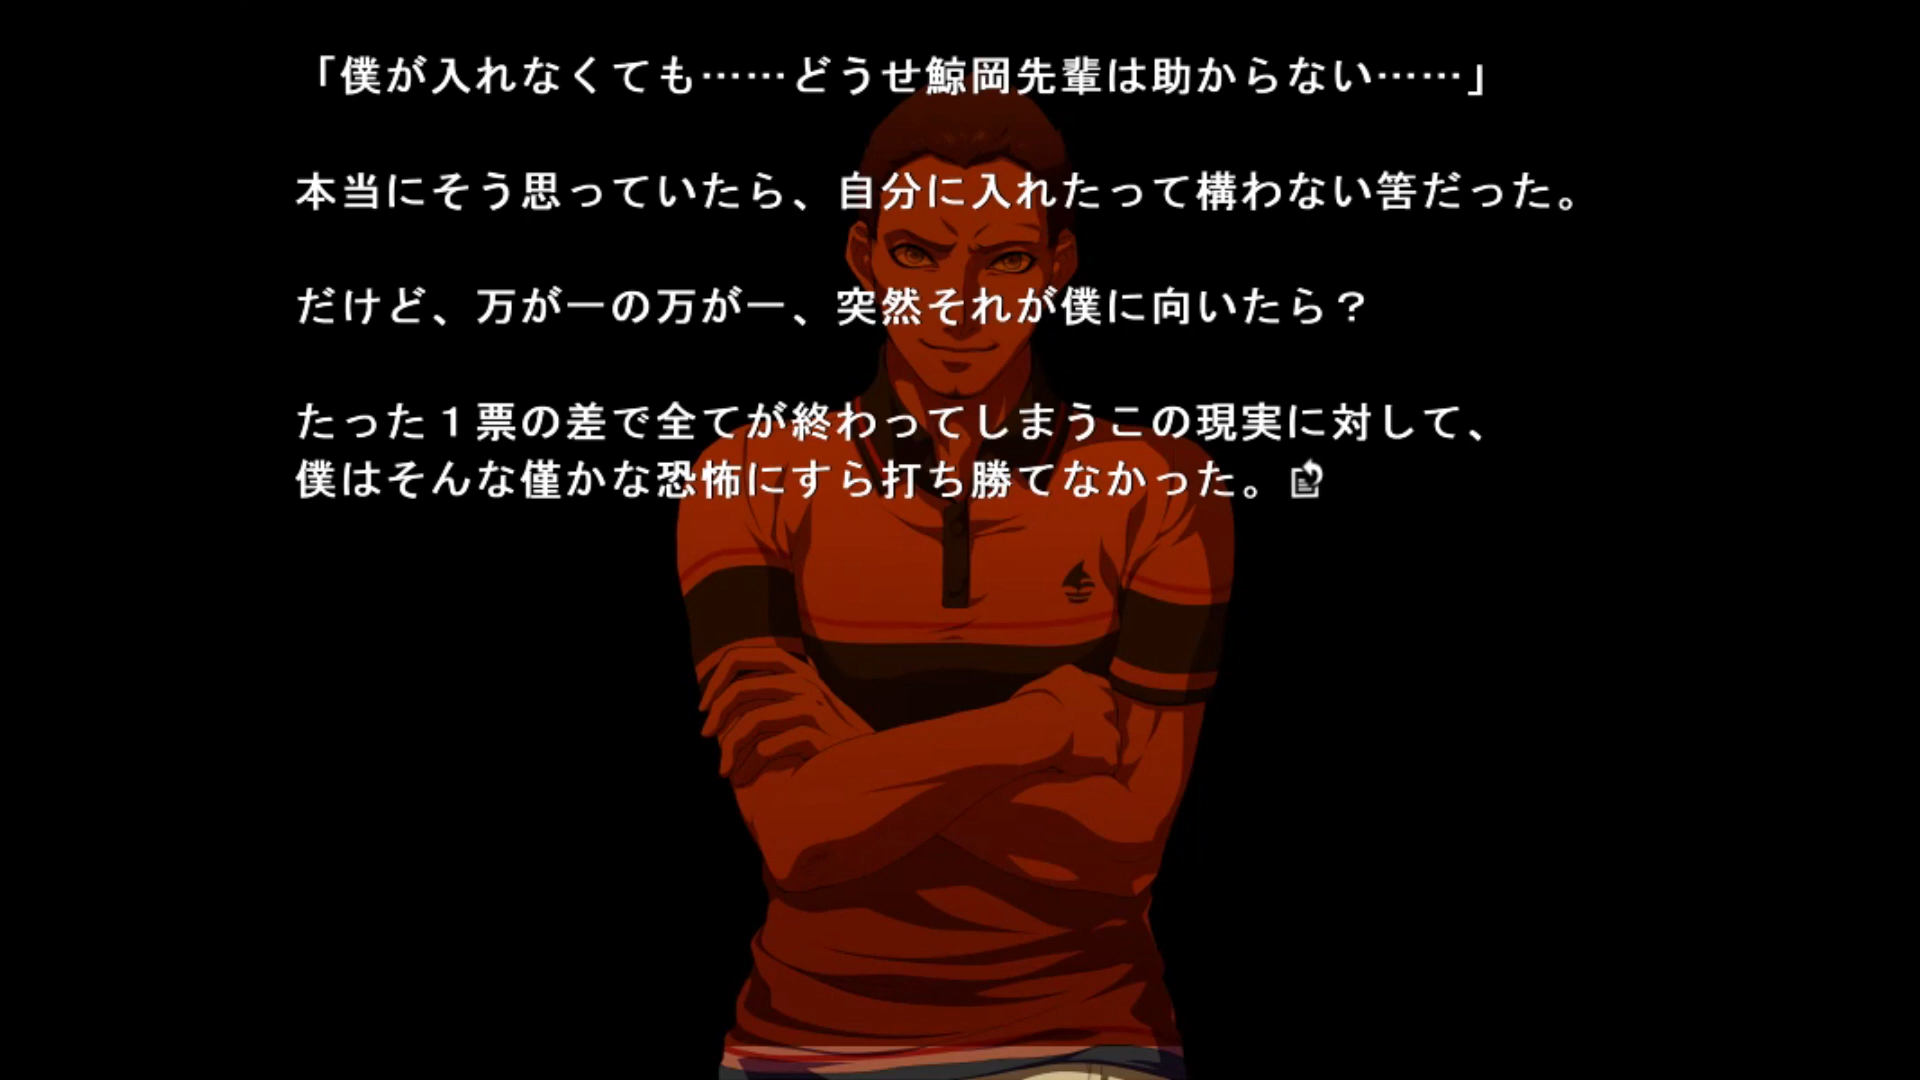 「僕が入れなくても……どうせ鯨岡先輩は助からない……」
本当にそう思っていたら、自分に入れたって構わない筈だった。
だけど、万が一の万が一、突然それが僕に向いたら？
たった１票の差で全てが終わってしまうこの現実に対して、
僕はそんな僅かな恐怖にすら打ち勝てなかった。